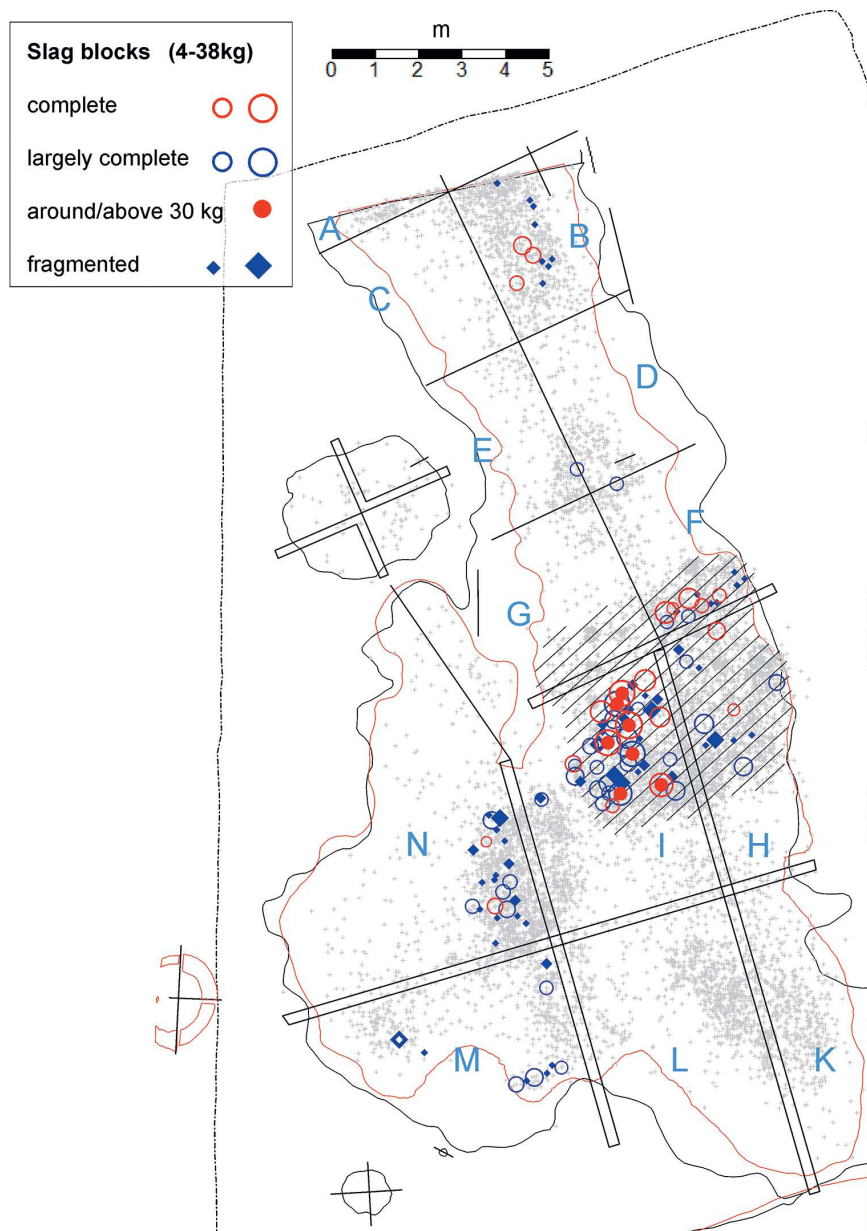 Slag blocks (4-38kg)
complete
largely complete
around/above 30 kg
fragmented
m
0 1 2 3 4 5
A
B
C
D
E
F
G
N
I
H
M
L
K